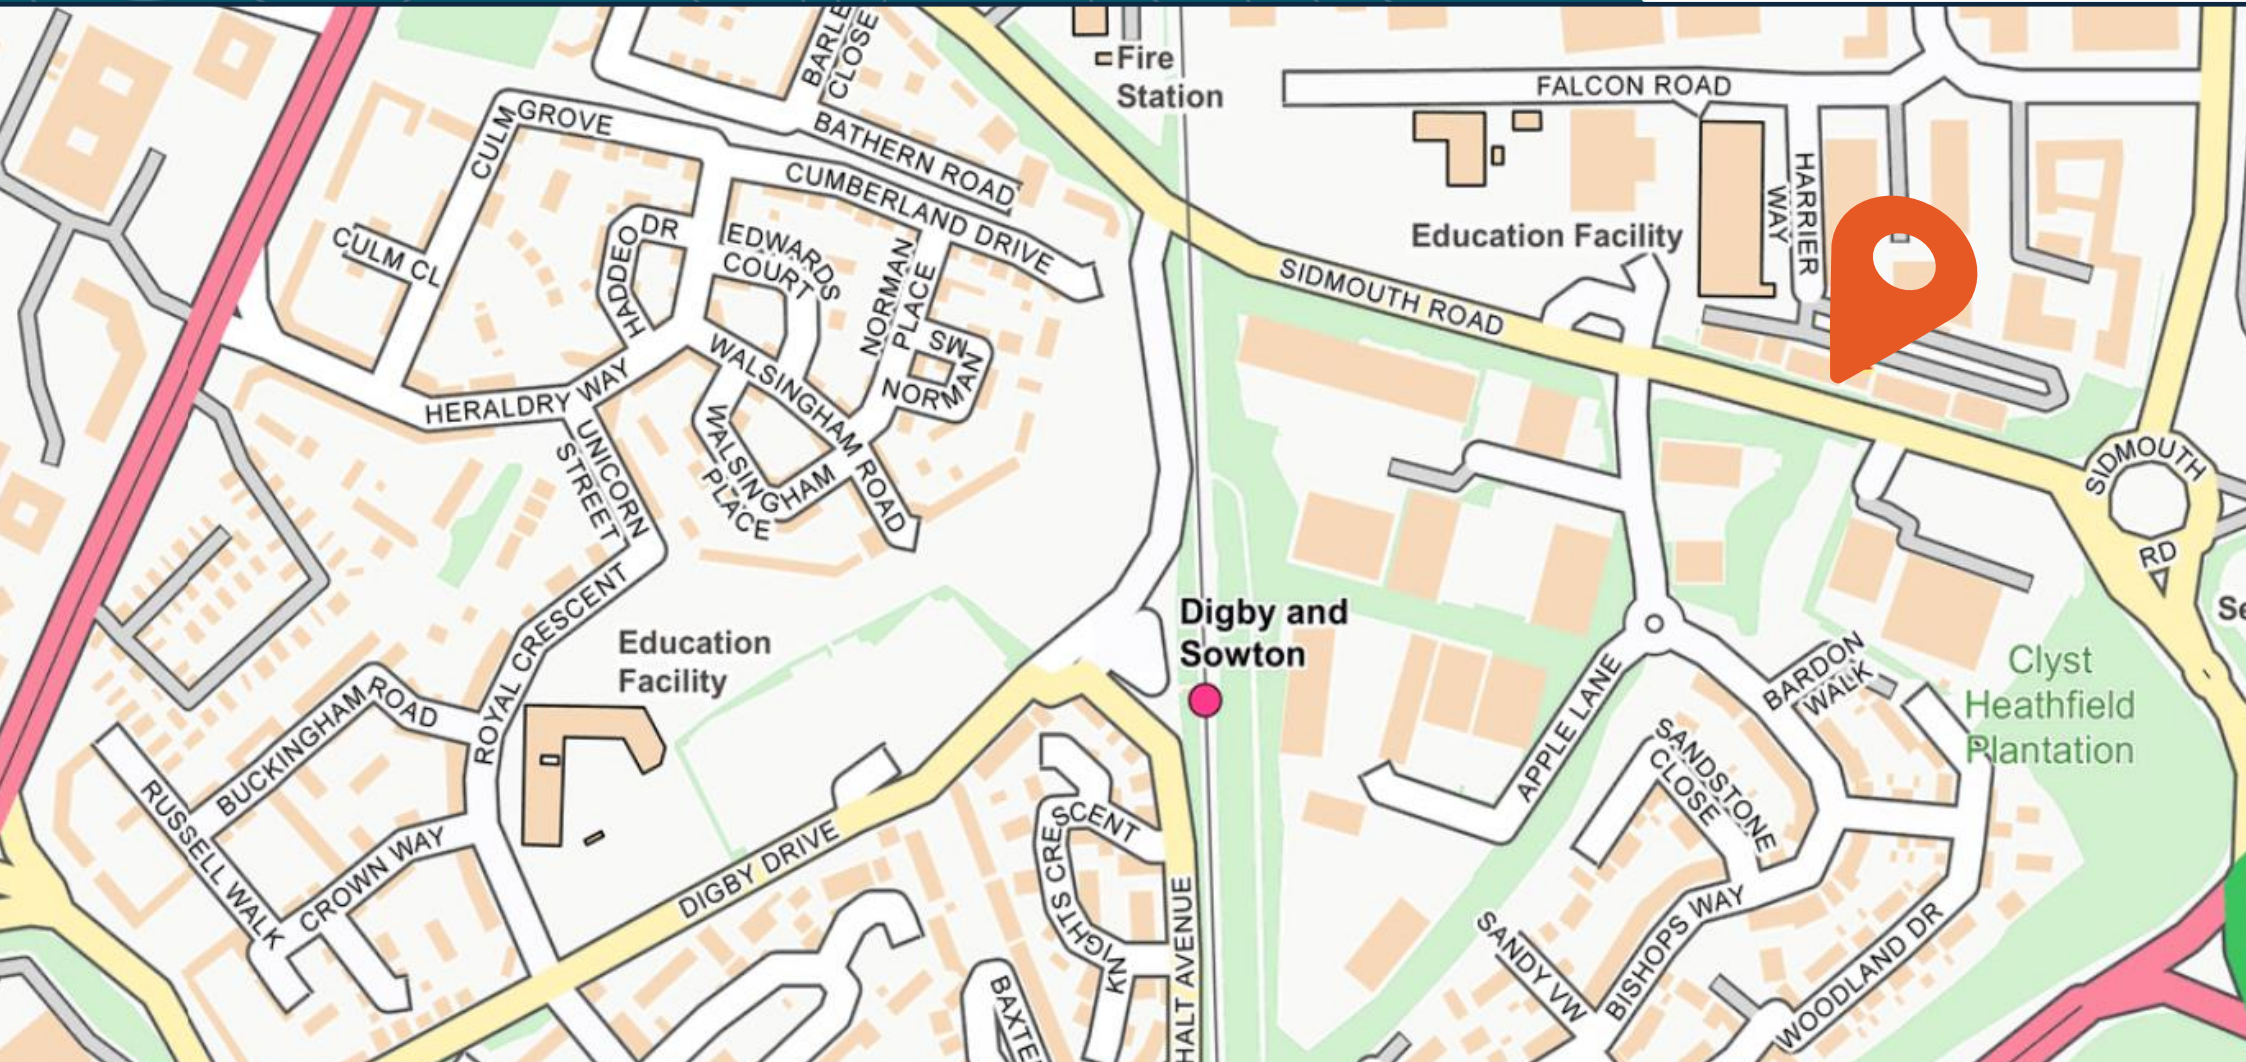 BARLE
CLOSE
Fire
Station
FALCON ROAD
CULM
GROVE
BATHERN ROAD
CUMBERLAND DRIVE
HARRIER
WAY
CULM CL
HADDEO
DR
EDWARDS
COURT
NORMAN
PLACE
Education Facility
SIDMOUTH ROAD
NORMAN
MS
WALSINGHAM ROAD
HERALDRY WAY
UNICORN
STREET
WALSINGHAM
PLACE
SIDMOUTH
RD
ROYAL CRESCENT
Education
Facility
Digby and
Sowton
Se
Clyst
Heathfield
Plantation
BARDON
WALK
APPLE LANE
SANDSTONE
CLOSE
BUCKINGHAM ROAD
RUSSELL WALK
CROWN WAY
DIGBY DRIVE
KNIGHTS CRESCENT
HALT AVENUE
BAXTE
SANDY VW
BISHOPS WAY
WOODLAND DR